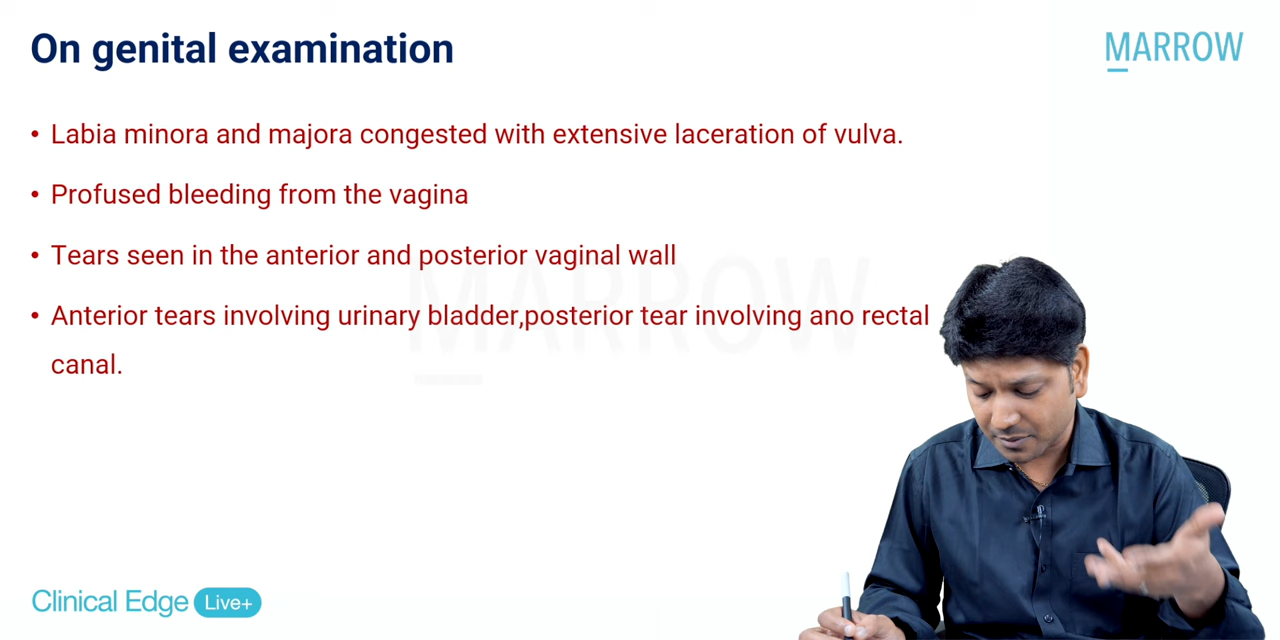 On genital examination
MARROW
• Labia minora and majora congested with extensive laceration of vulva.
• Profused bleeding from the vagina
• Tears seen in the anterior and posterior vaginal wall
• Anterior tears involving urinary bladder,posterior tear involving ano rectal
canal.
MARROW
Clinical Edge Live+